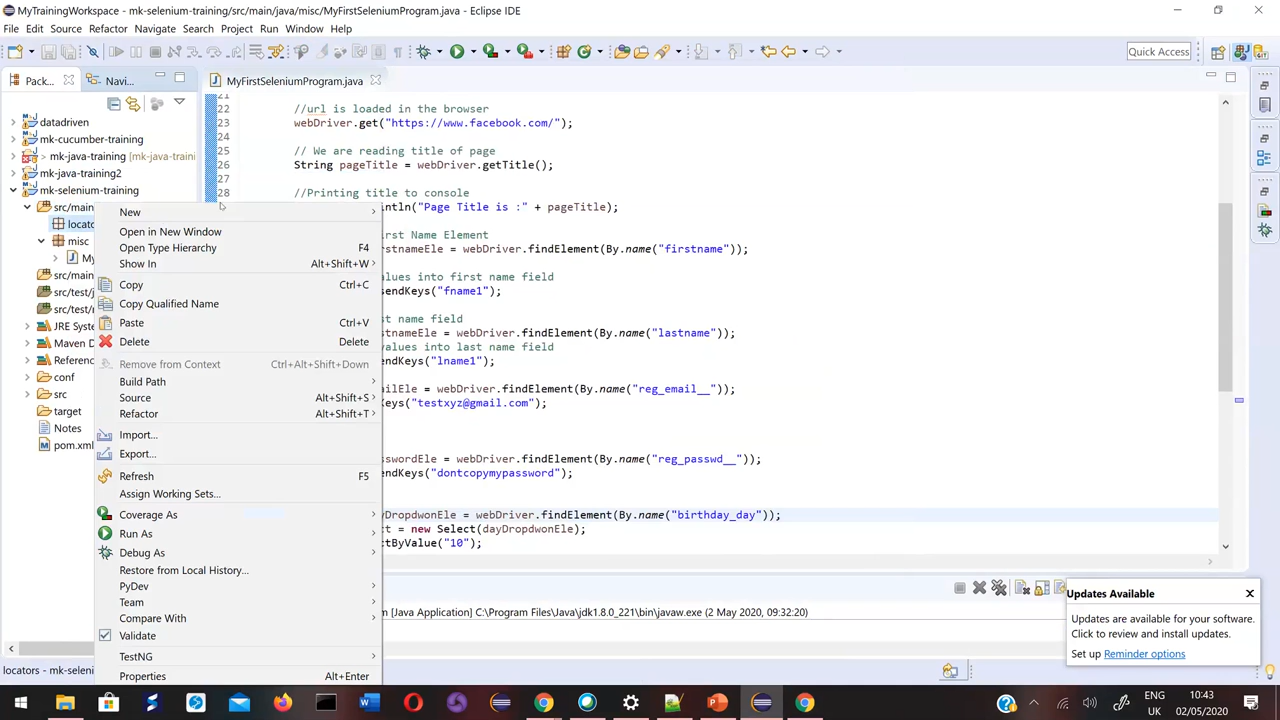 MyTrainingWorkspace - mk-selenium-training/src/main/java/misc/MyFirstSeleniumProgram.java - Eclipse IDE
File Edit Source Refactor Navigate Search Project Run Window Help
Quick Access
Pack... Navi... MyFirstSeleniumProgram.java
datadriven
mk-cucumber-training
> mk-java-training [mk-java-traini
mk-java-training2
mk-selenium-training
src/main
locato
misc
My
src/main
src/test/j
src/test/r
JRE Syste
Maven D
Reference
conf
src
target
Notes
pom.xml
21
22 //url is loaded in the browser
23 webDriver.get("https://www.facebook.com/");
24
25 // We are reading title of page
26 String pageTitle = webDriver.getTitle();
27
28 //Printing title to console
ntln("Page Title is :" + pageTitle);
First Name Element
rstnameEle = webDriver.findElement(By.name("firstname"));
alues into first name field
sendKeys("fname1");
t name field
stnameEle = webDriver.findElement(By.name("lastname"));
alues into last name field
endKeys("lname1");
ailEle = webDriver.findElement(By.name("reg_email__"));
Keys("testxyz@gmail.com");
sswordEle = webDriver.findElement(By.name("reg_passwd__"));
endKeys("dontcopymypassword");
yDropdwonEle = webDriver.findElement(By.name("birthday_day"));
t = new Select(dayDropdwonEle);
ctByValue("10");
New
Open in New Window
Open Type Hierarchy F4
Show In Alt+Shift+W
Copy Ctrl+C
Copy Qualified Name
Paste Ctrl+V
Delete Delete
Remove from Context Ctrl+Alt+Shift+Down
Build Path
Source Alt+Shift+S
Refactor Alt+Shift+T
Import...
Export...
Refresh F5
Assign Working Sets...
Coverage As
Run As
Debug As
Restore from Local History...
PyDev
Team
Compare With
Validate
TestNG
Properties Alt+Enter
m [Java Application] C:\Program Files\Java\jdk1.8.0_221\bin\javaw.exe (2 May 2020, 09:32:20)
Updates Available
Updates are available for your software.
Click to review and install updates.
Set up Reminder options
locators - mk-seleni
ENG
UK
10:43
02/05/2020